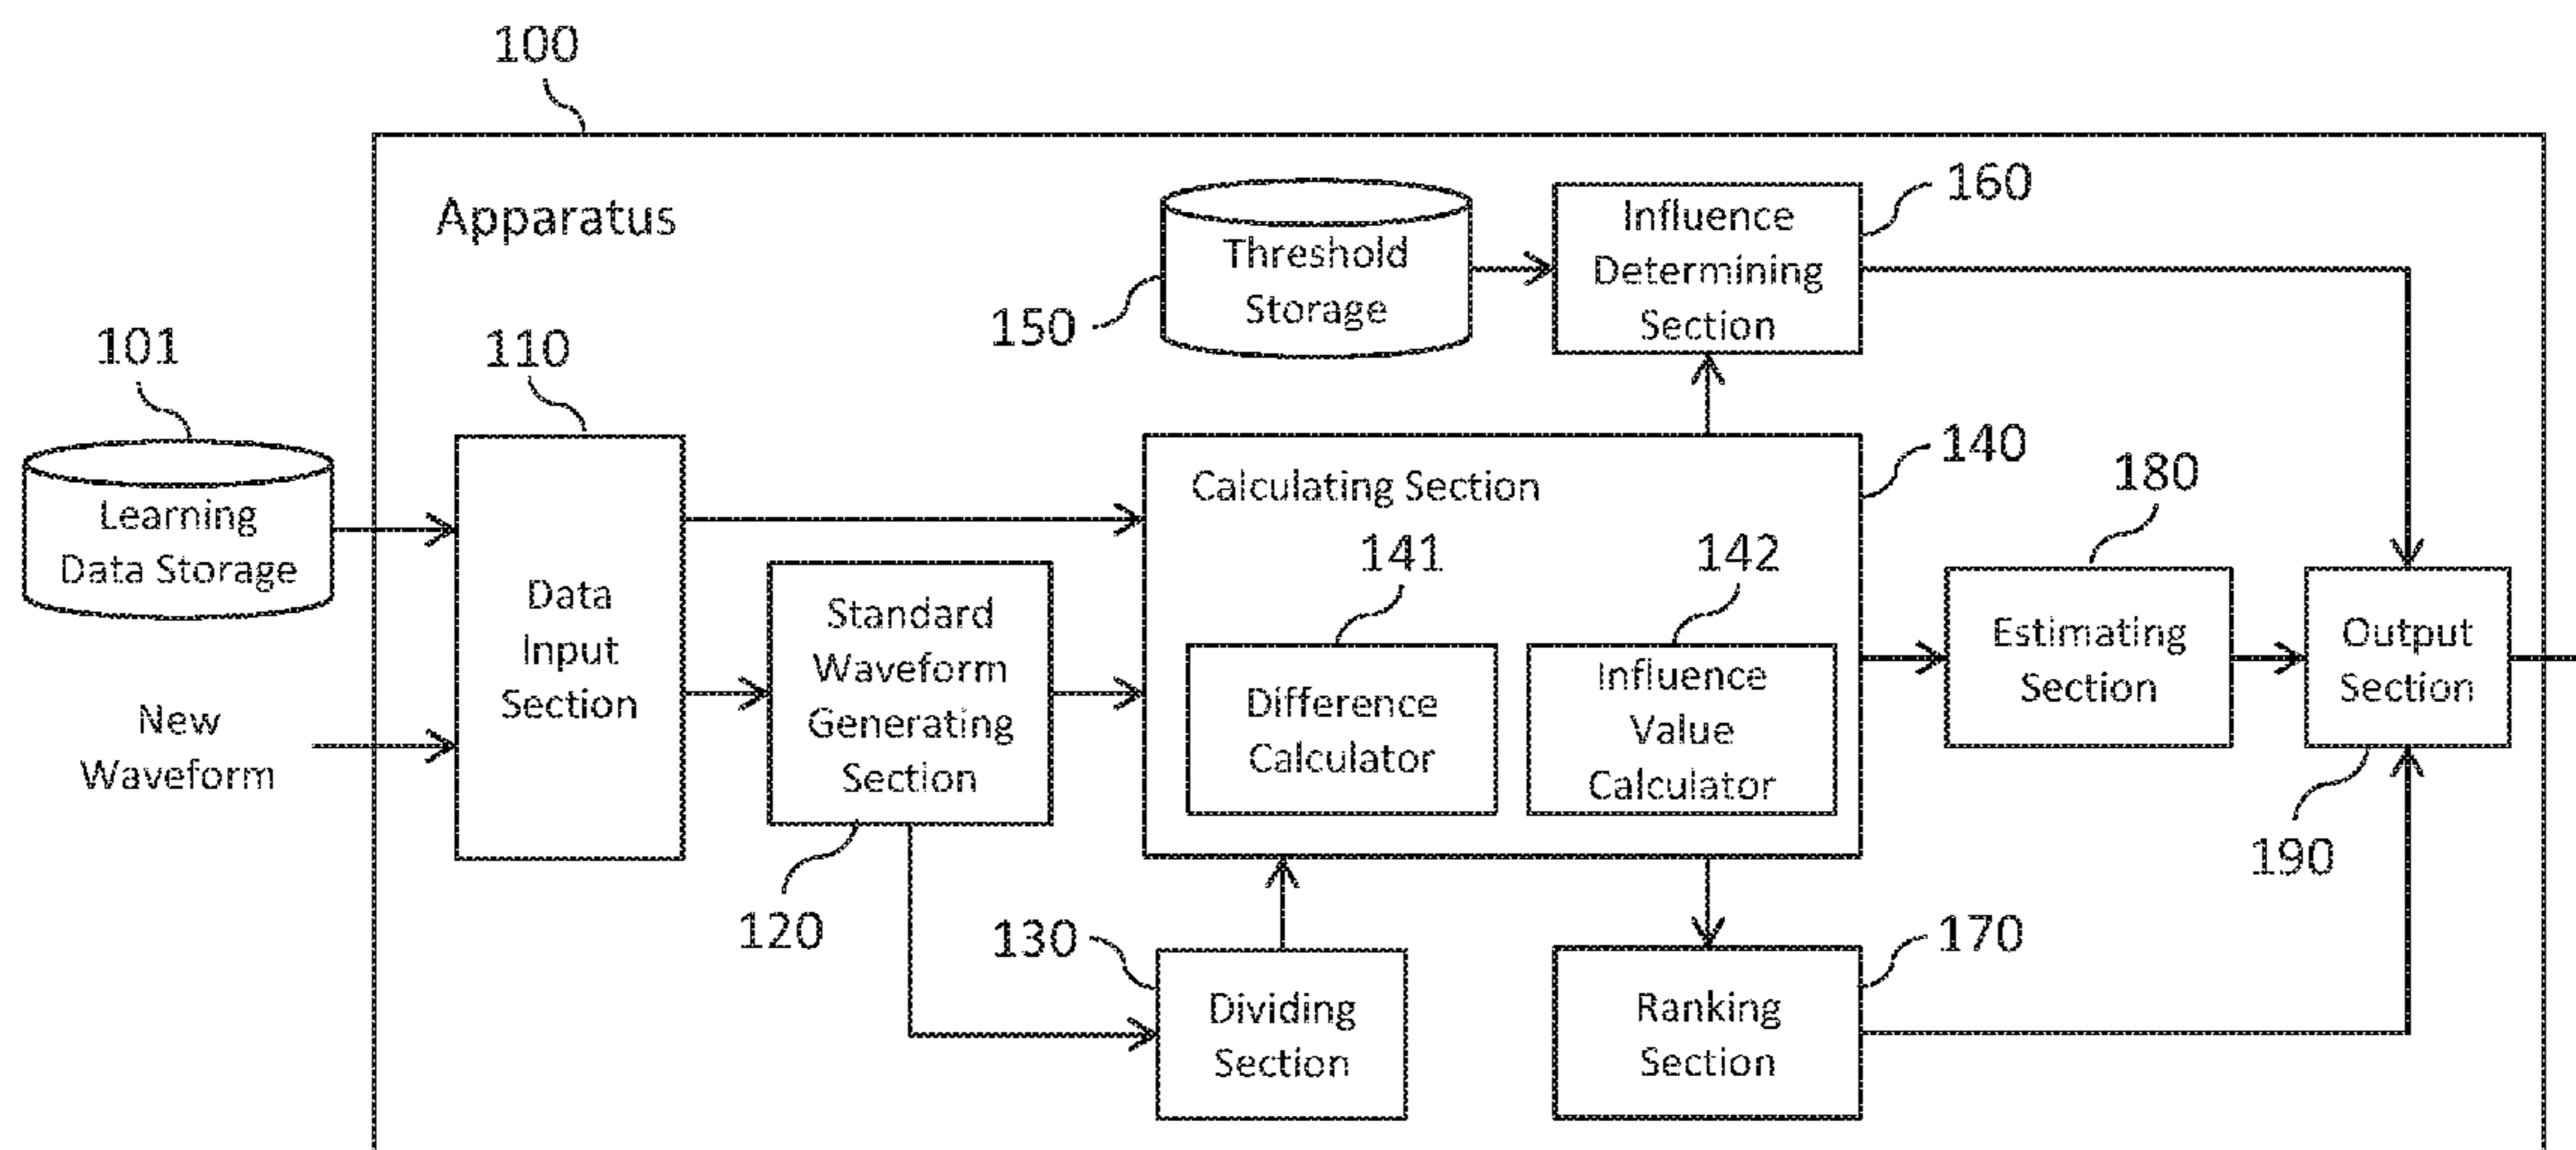 100
Apparatus
101
Learning
Data Storage
New
Waveform
110
Data
Input
Section
Standard
Waveform
Generating
Section
120
130
Dividing
Section
150
Threshold
Storage
160
Influence
Determining
Section
140
Calculating Section
141
Difference
Calculator
142
Influence
Value
Calculator
170
Ranking
Section
180
Estimating
Section
Output
Section
190